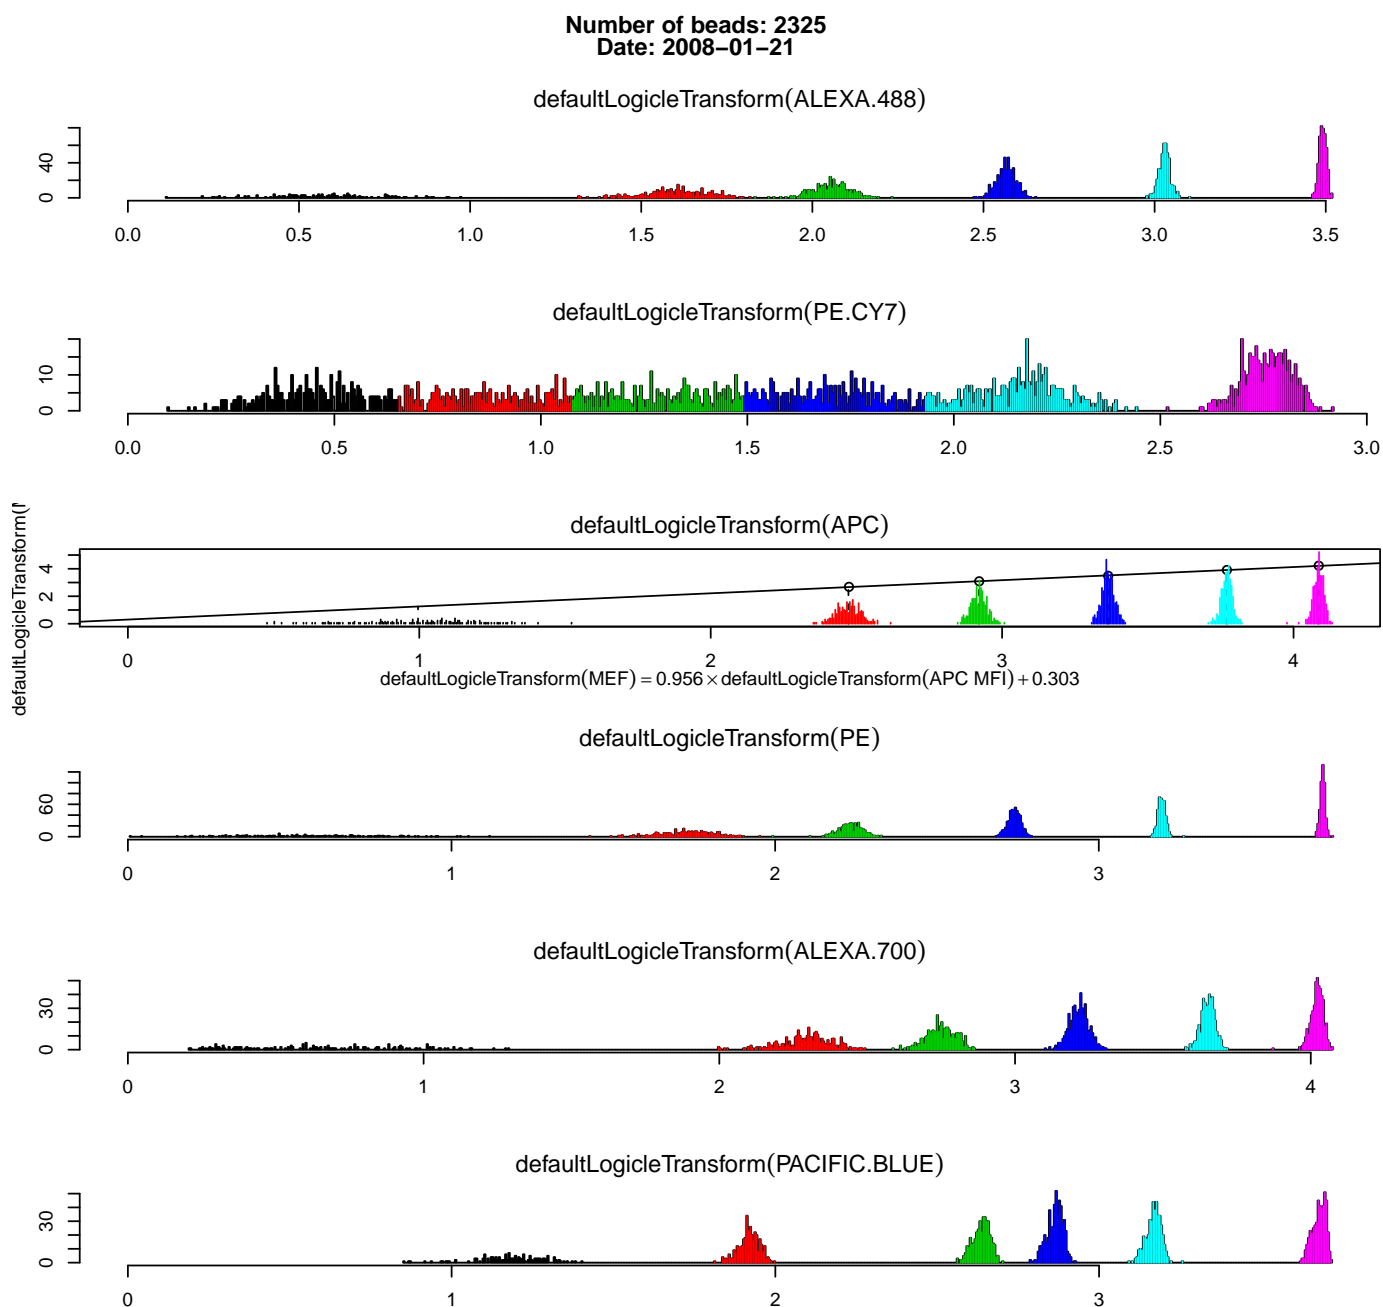 Number of beads: 2325
Date: 2008−01−21
defaultLogicleTransform(ALEXA.488)
0 40
0.0 0.5 1.0 1.5 2.0 2.5 3.0 3.5
defaultLogicleTransform(PE.CY7)
0 10
0.0 0.5 1.0 1.5 2.0 2.5 3.0
defaultLogicleTransform(APC)
defaultLogicleTransform(
0 2 4
0 1 2 3 4
defaultLogicleTransform(MEF) = 0.956 × defaultLogicleTransform(APC MFI) + 0.303
defaultLogicleTransform(PE)
0 60
0 1 2 3
defaultLogicleTransform(ALEXA.700)
0 30
0 1 2 3 4
defaultLogicleTransform(PACIFIC.BLUE)
0 30
0 1 2 3